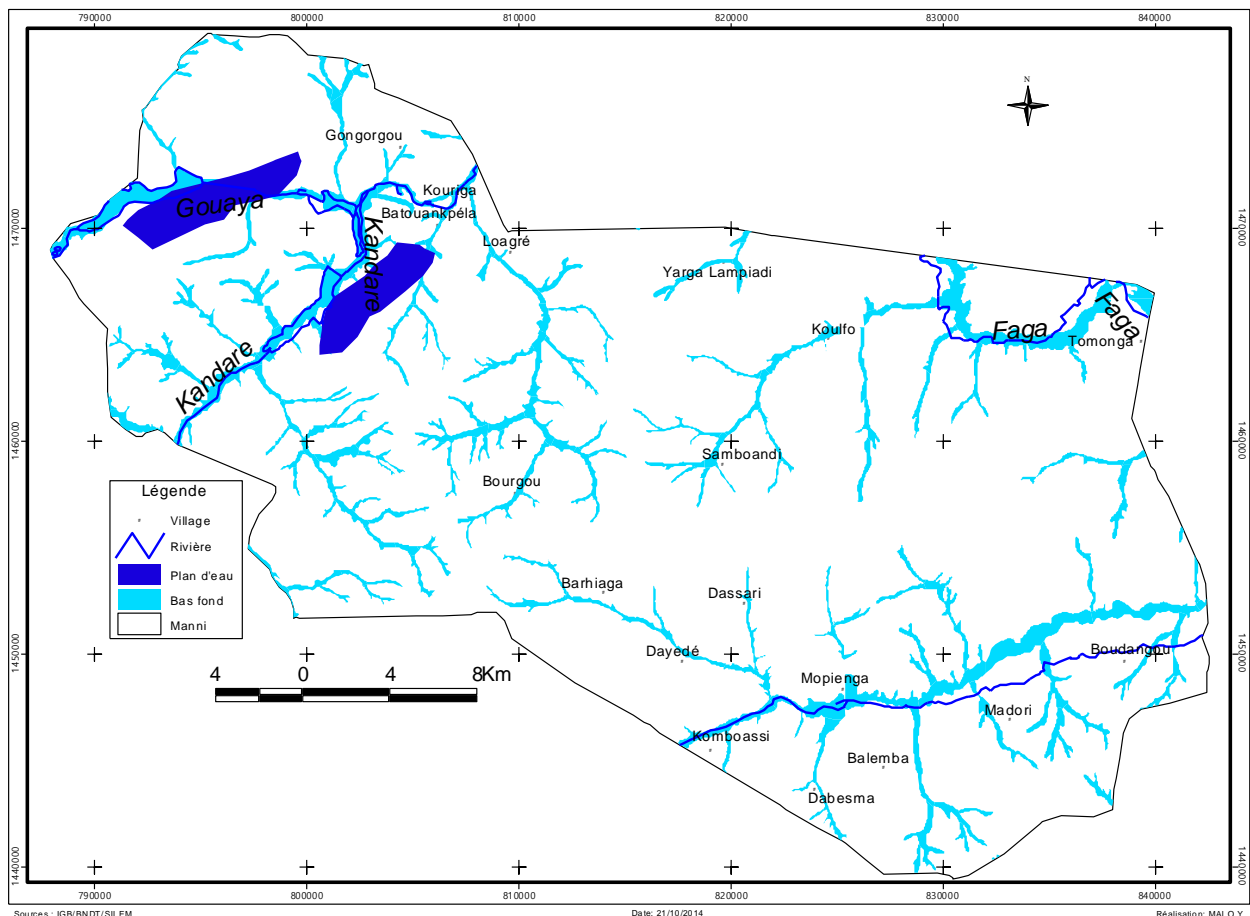 790000 800000 810000 820000 830000 840000
N
Gongorgou
Kouriga
Gouaya
Batouankpéla
1470000
1470000
Loagré
Kandare
Yarga Lampiadi
Faga
Koulfo
Faga
Tomonga
Kandare
1460000
1460000
Samboandi
Bourgou
Légende
Village
Rivière
Plan d'eau
Bas fond
Manni
Barhiaga
Dassari
Dayedé
1450000
1450000
Boudangou
4 0 4 8Km
Mopienga
Madori
Komboassi
Balemba
Dabesma
1440000
1440000
790000 800000 810000 820000 830000 840000
Sources : IGB/BNDT/SILEM
Date: 21/10/2014
Réalisation: MALO Y.